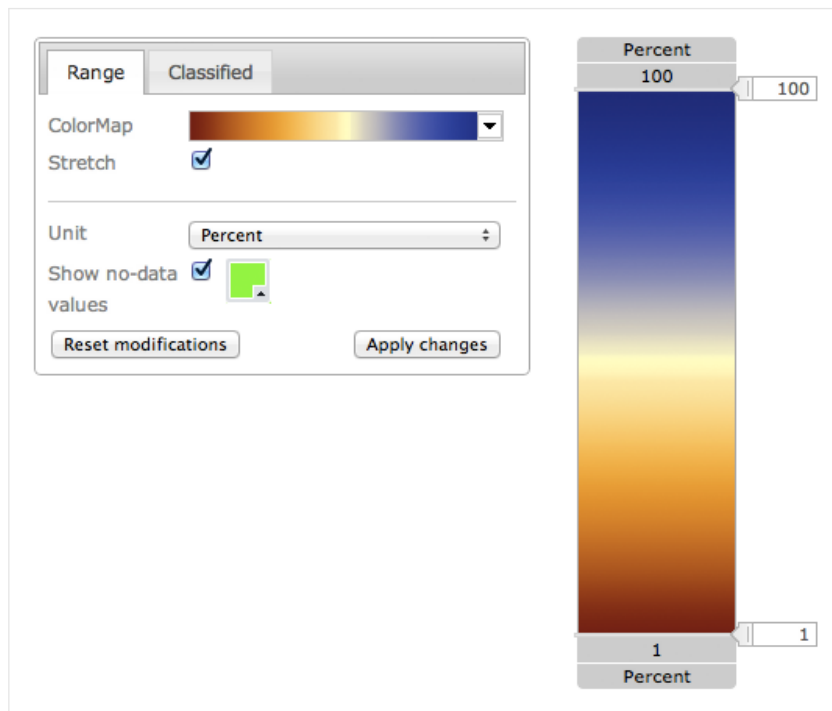 Range Classified
ColorMap
Stretch
Unit Percent
Show no-data
values
Reset modifications Apply changes
Percent
100 100
1 1
Percent